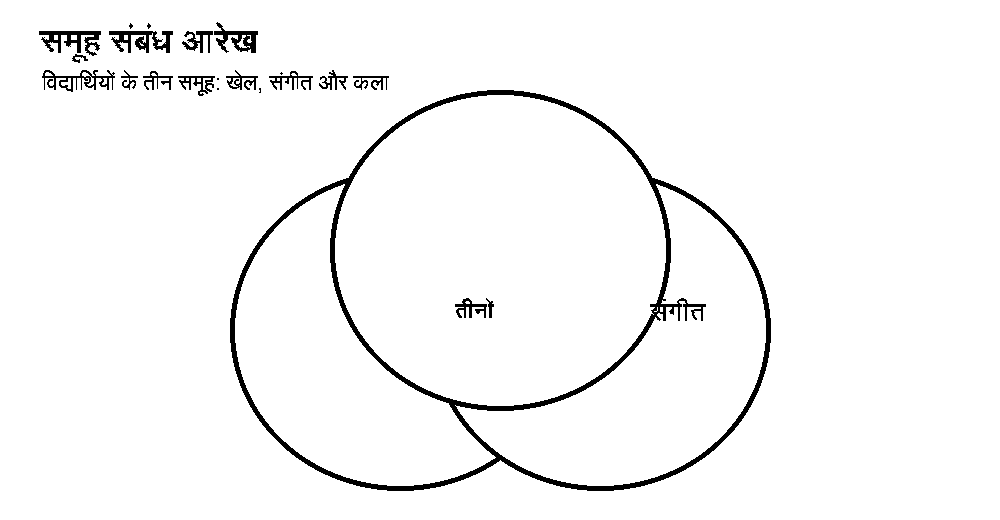 समूह संबंध आरेख
विद्यार्थियों के तीन समूह: खेल, संगीत और कला
तीनों
संगीत